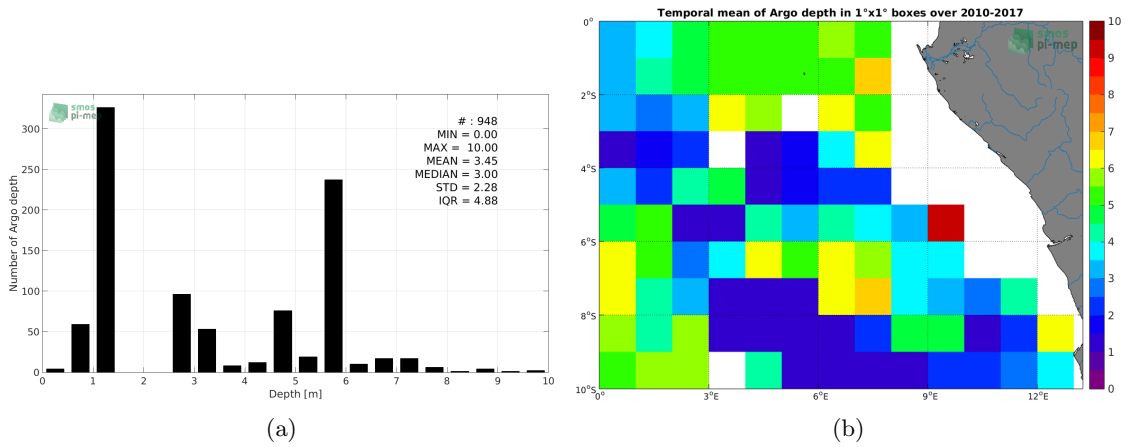 smos
pi-mep
# : 948
MIN = 0.00
MAX = 10.00
MEAN = 3.45
MEDIAN = 3.00
STD = 2.28
IQR = 4.88
Number of Argo depth
300
250
200
150
100
50
0
0 1 2 3 4 5 6 7 8 9 10
Depth [m]
(a)
Temporal mean of Argo depth in 1°x1° boxes over 2010-2017
smos
pi-mep
0°
2°S
4°S
6°S
8°S
10°S
0° 3°E 6°E 9°E 12°E
10
9
8
7
6
5
4
3
2
1
0
(b)